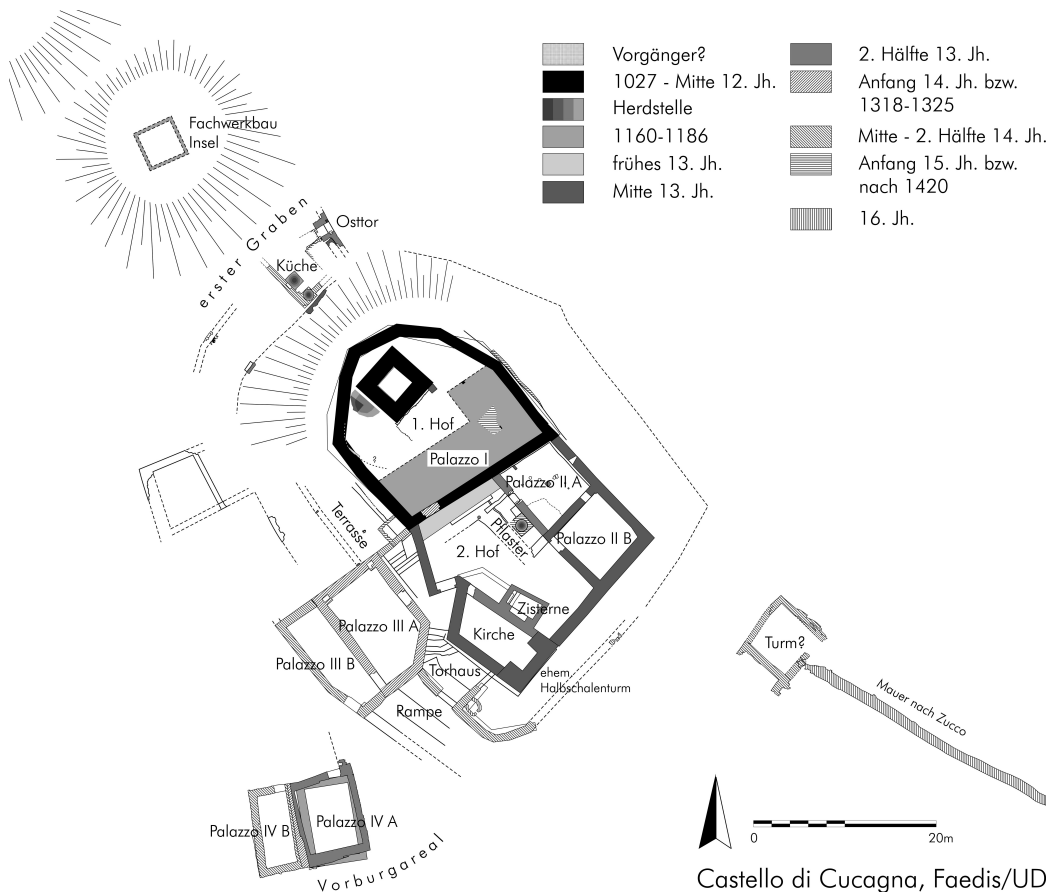 Vorgänger?
1027 - Mitte 12. Jh.
Herdstelle
1160-1186
frühes 13. Jh.
Mitte 13. Jh.
2. Hälfte 13. Jh.
Anfang 14. Jh. bzw.
1318-1325
Mitte - 2. Hälfte 14. Jh.
Anfang 15. Jh. bzw.
nach 1420
16. Jh.
Fachwerkbau
Insel
erster Graben
Osttor
Küche
1. Hof
?
Palazzo I
Palazzo II A
Terrasse
Pflaster
Palazzo II B
2. Hof
Zisterne
Kirche
Palazzo III A
Palazzo III B
Torhaus
ehem.
Halbschalenturm
Rampe
Turm?
Mauer nach Zucco
Palazzo IV B
Palazzo IV A
Vorburgareal
0
20m
Castello di Cucagna, Faedis/UD